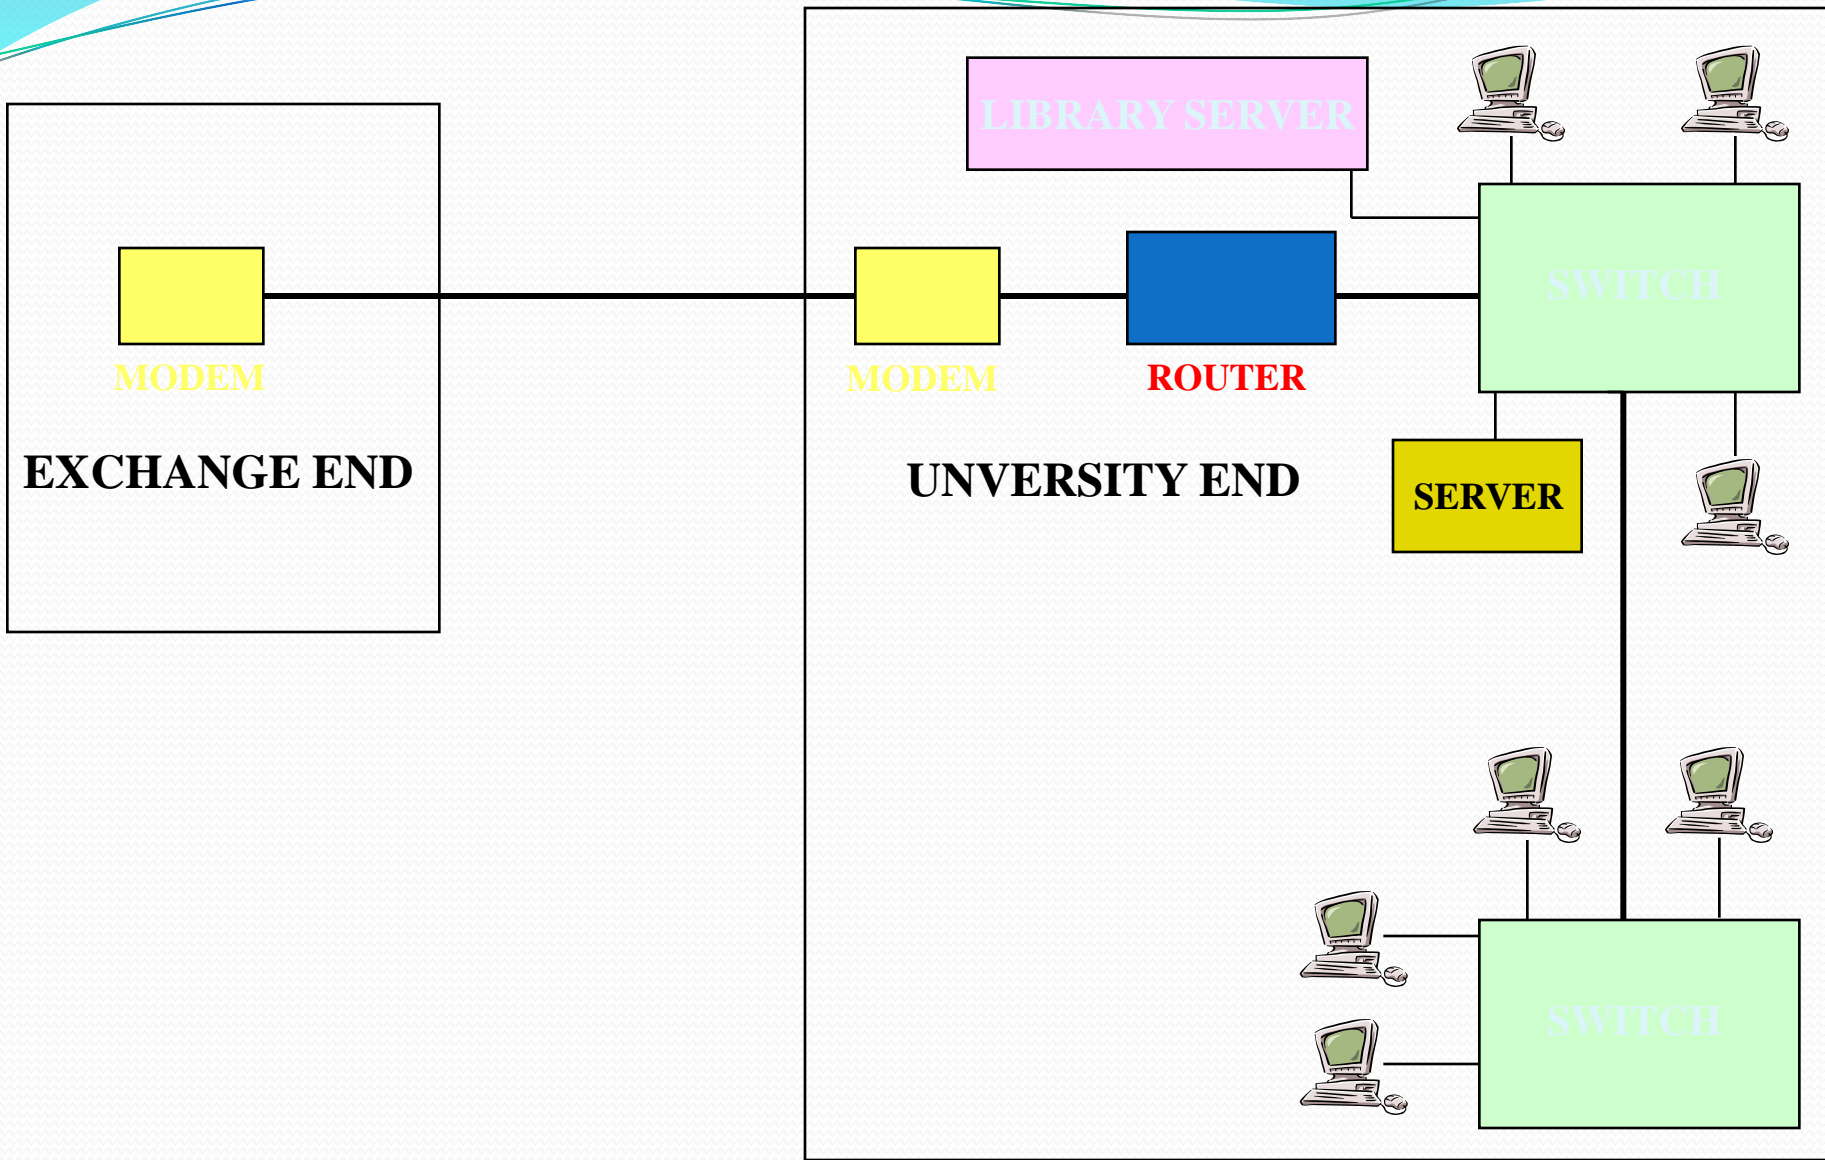 LIBRARY SERVER
SWITCH
MODEM
MODEM
ROUTER
EXCHANGE END
UNVERSITY END
SERVER
SWITCH